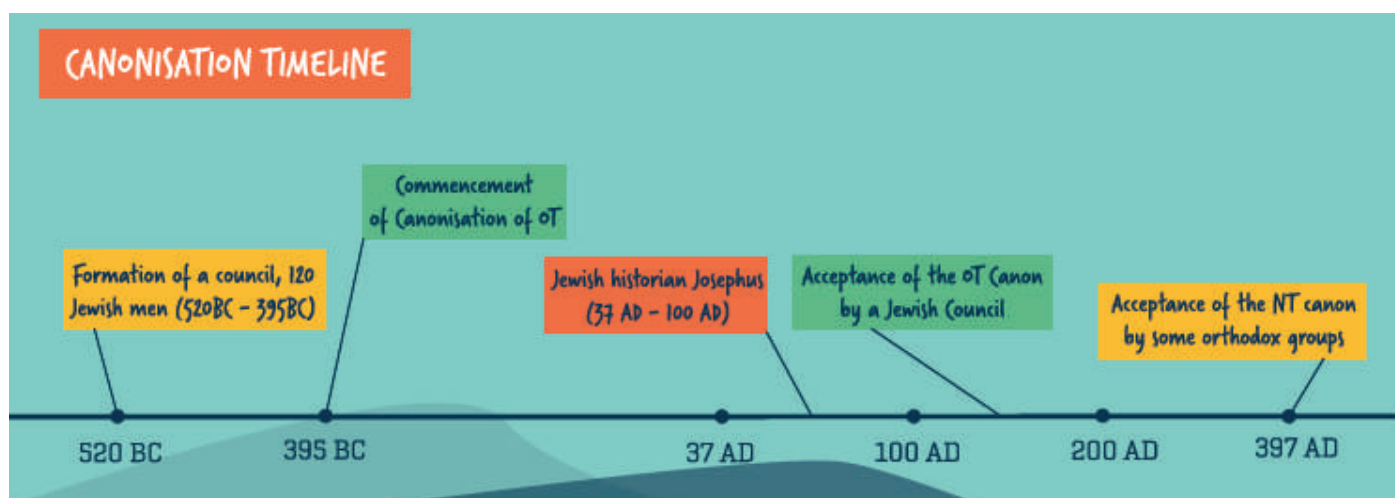 CANONISATION TIMELINE
Commencement
of Canonisation of OT
Formation of a council, 120
Jewish men (520BC - 395BC)
Jewish historian Josephus
(37 AD - 100 AD)
Acceptance of the OT Canon
by a Jewish Council
Acceptance of the NT canon
by some orthodox groups
520 BC
395 BC
37 AD
100 AD
200 AD
397 AD